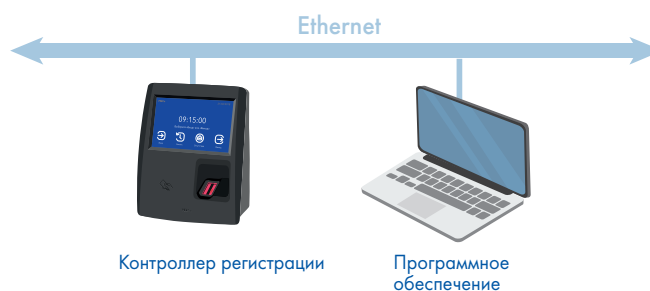 Ethernet
09:15:00
Контроллер регистрации
Программное
обеспечение